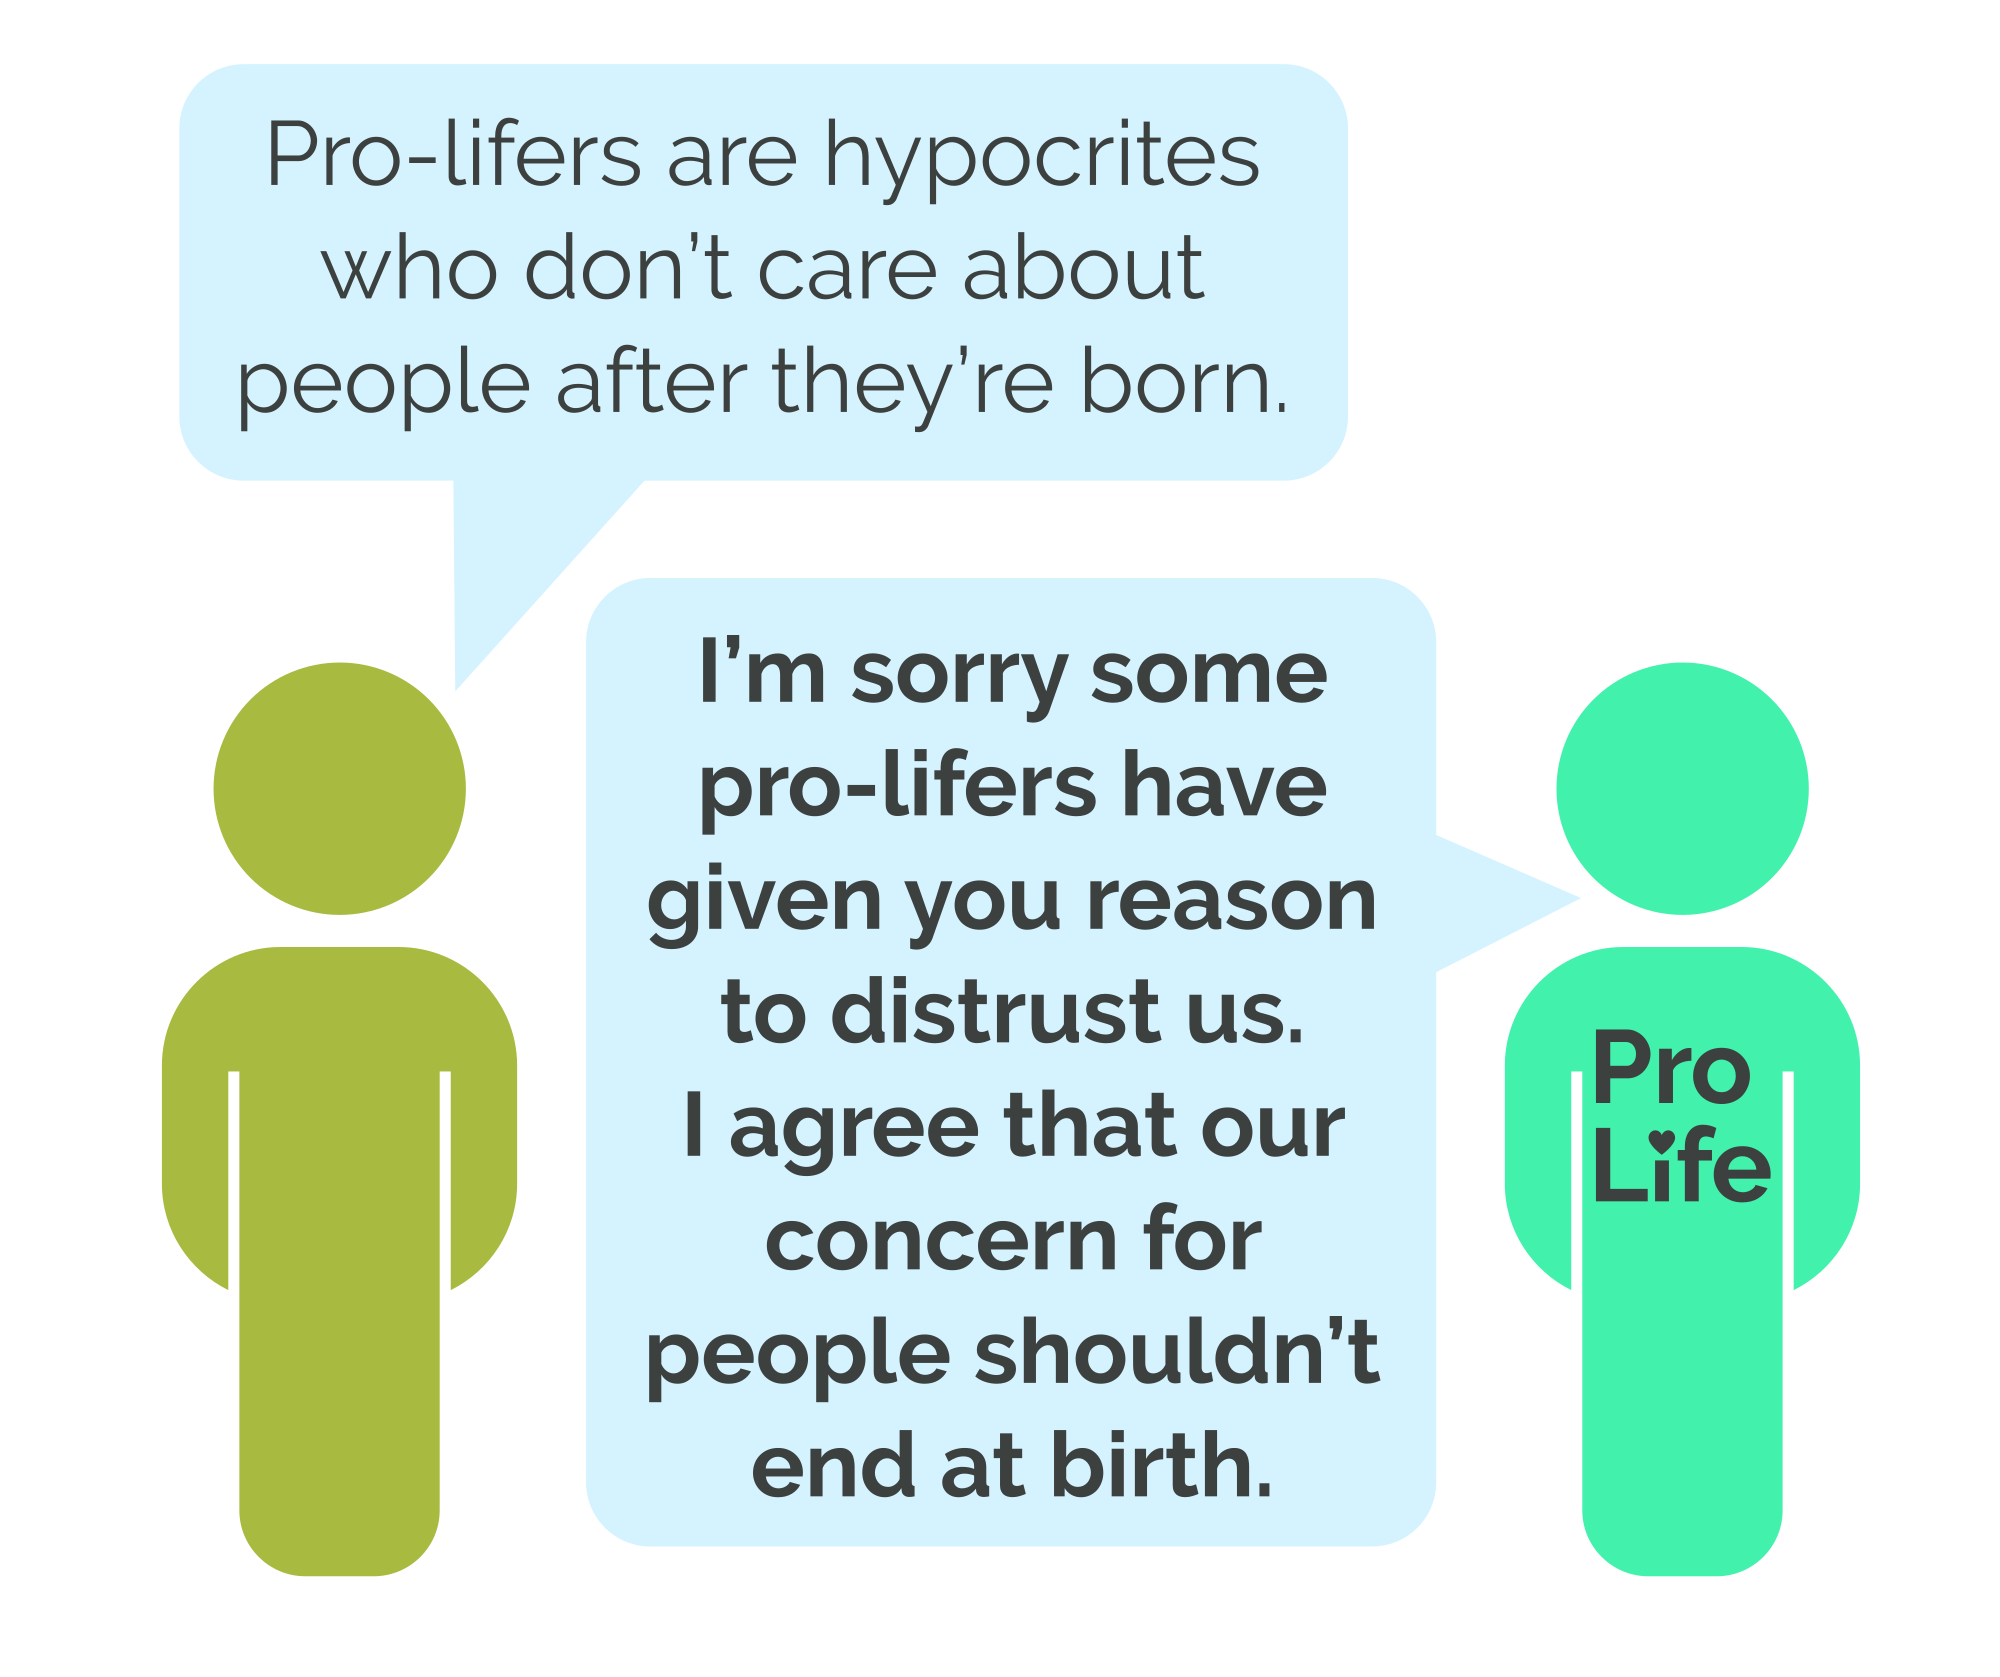 Pro-lifers are hypocrites
who don’t care about
people after they’re born.
I’m sorry some
pro-lifers have
given you reason
to distrust us.
I agree that our
concern for
people shouldn’t
end at birth.
Pro
Life